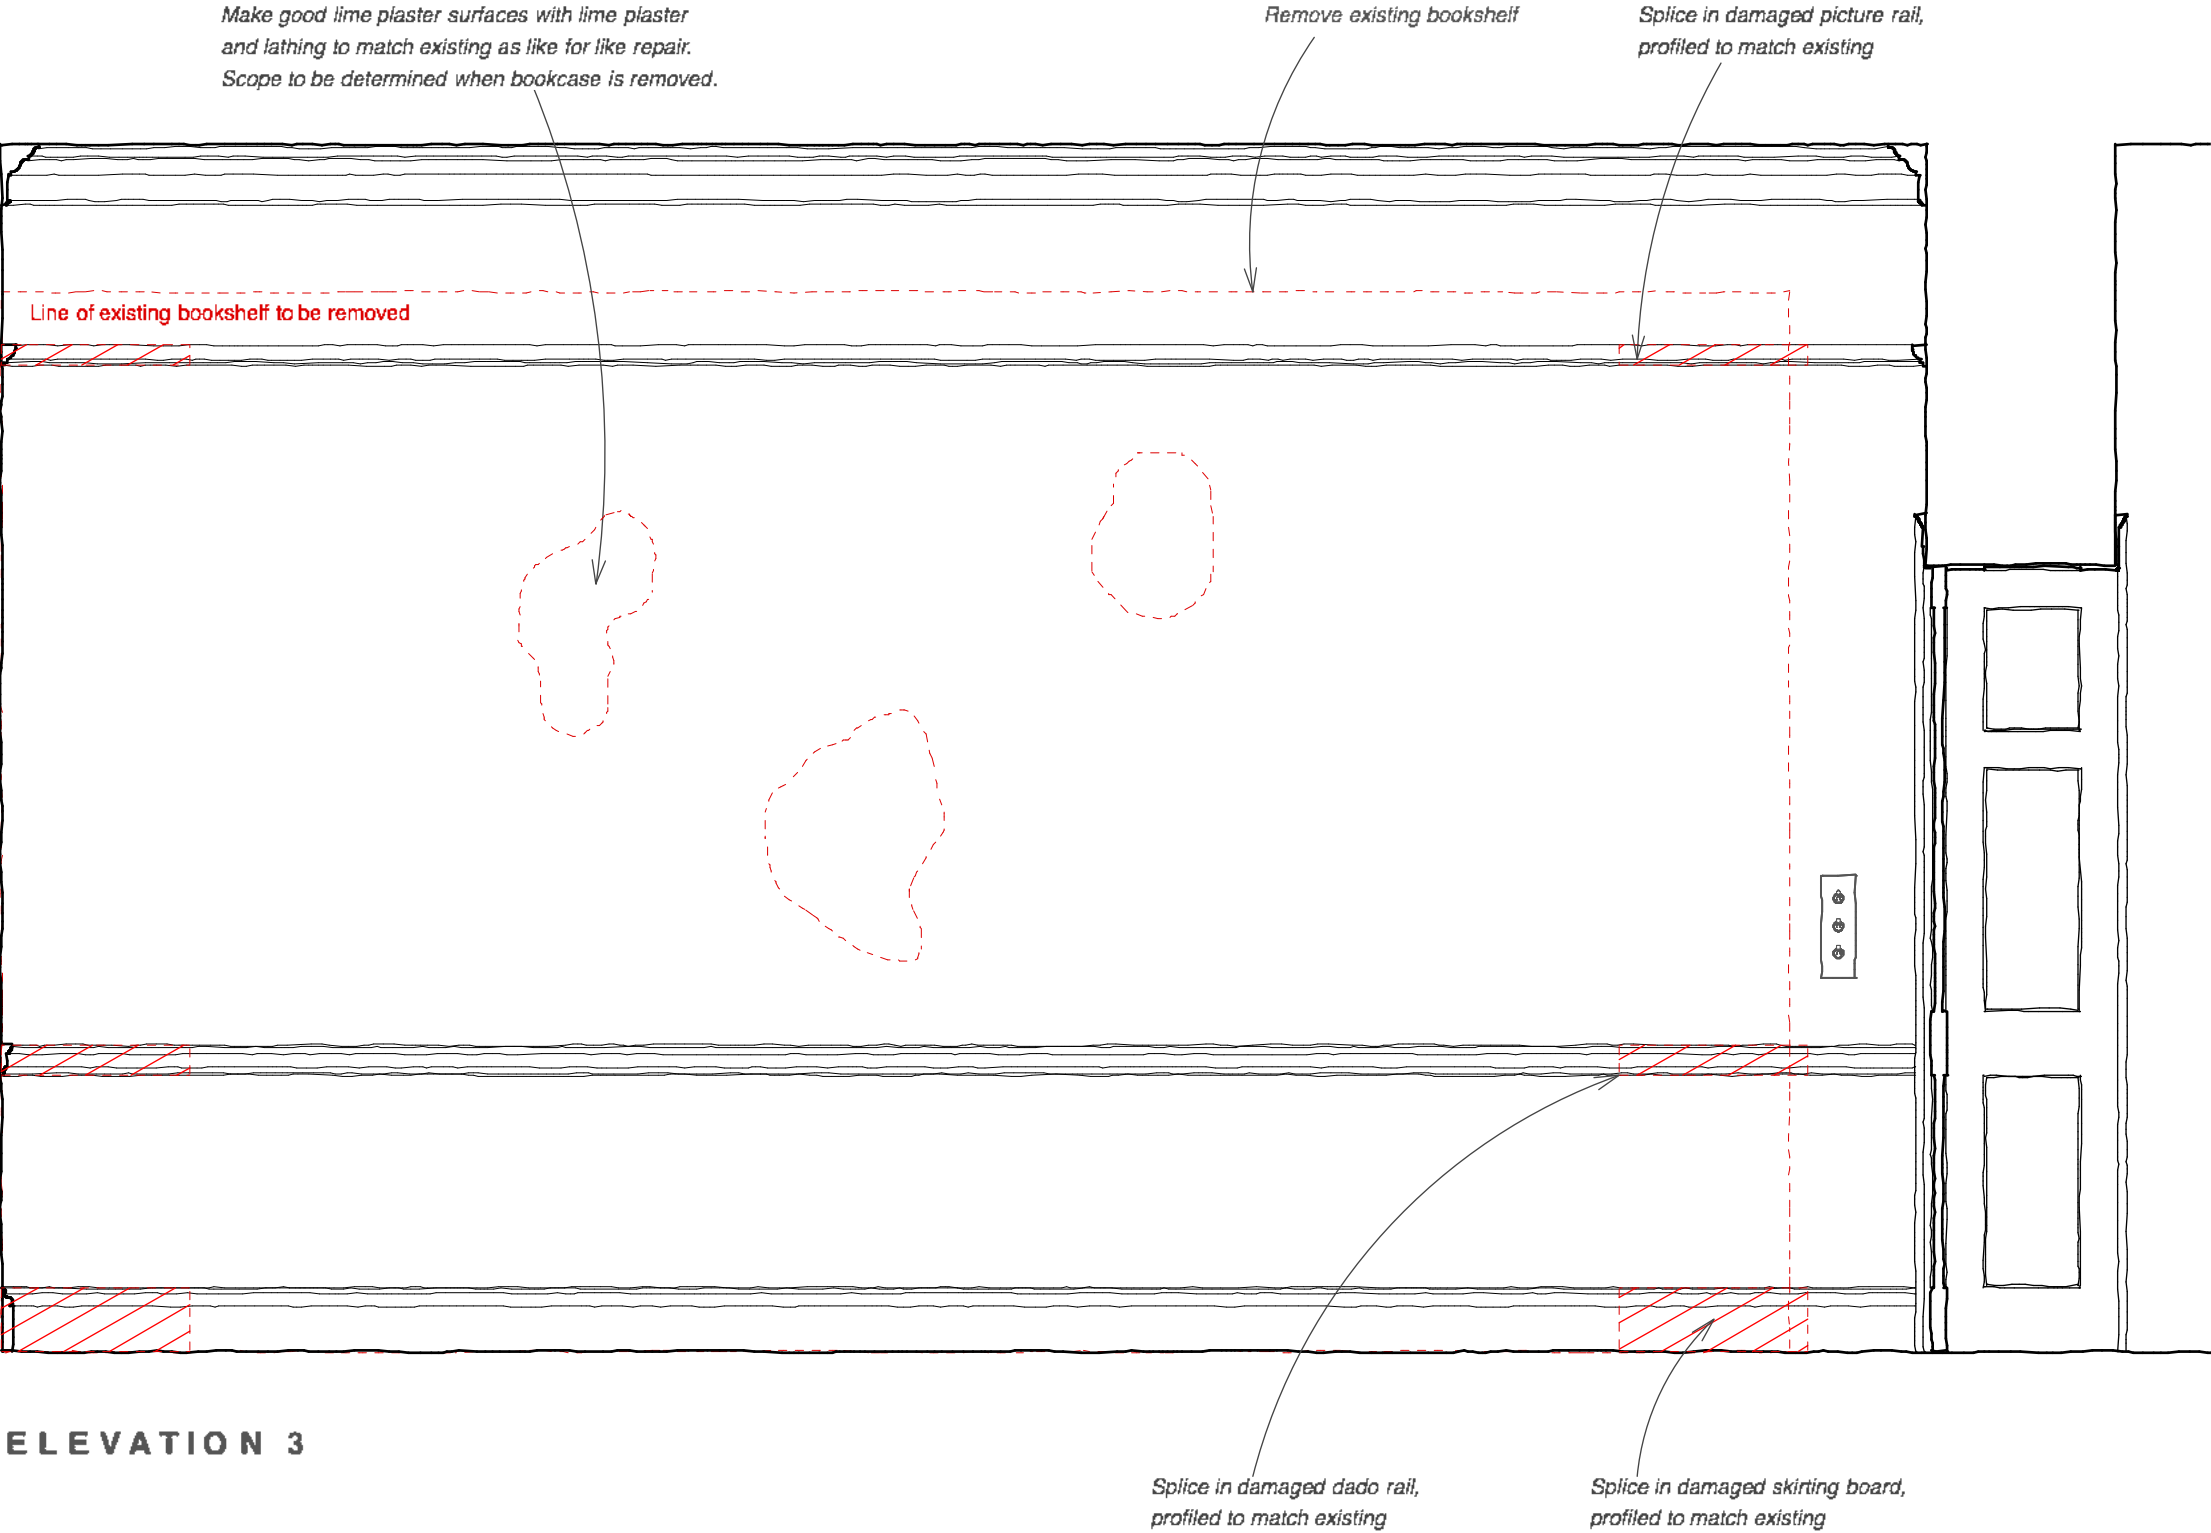 Make good lime plaster surfaces with lime plaster
and lathing to match existing as like for like repair.
Scope to be determined when bookcase is removed.
Remove existing bookshelf
Splice in damaged picture rail,
profiled to match existing
Line of existing bookshelf to be removed
ELEVATION 3
Splice in damaged dado rail,
profiled to match existing
Splice in damaged skirting board,
profiled to match existing